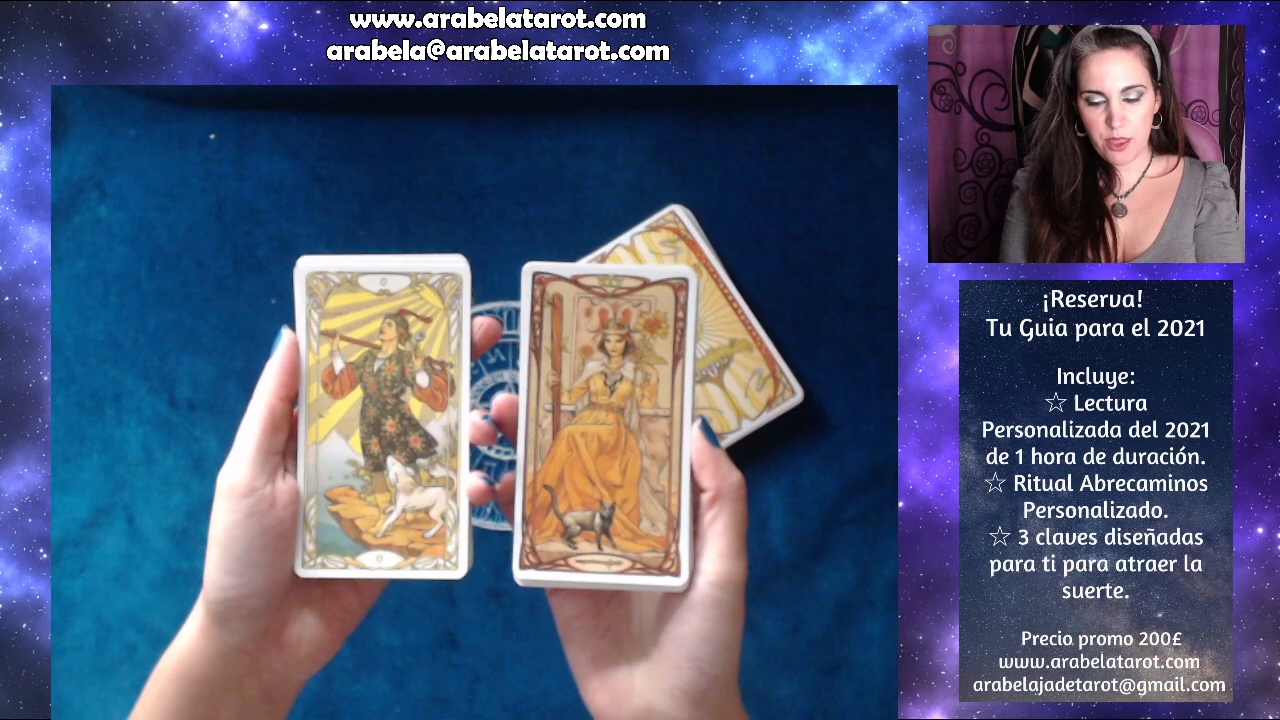 www.arabelatarot.com
arabela@arabelatarot.com
¡Reserva!
Tu Guia para el 2021
Incluye:
☆ Lectura
Personalizada del 2021
de 1 hora de duración.
☆ Ritual Abrecaminos
Personalizado.
☆ 3 claves diseñadas
para ti para atraer la
suerte.
Precio promo 200£
www.arabelatarot.com
arabelajadetarot@gmail.com
0
0